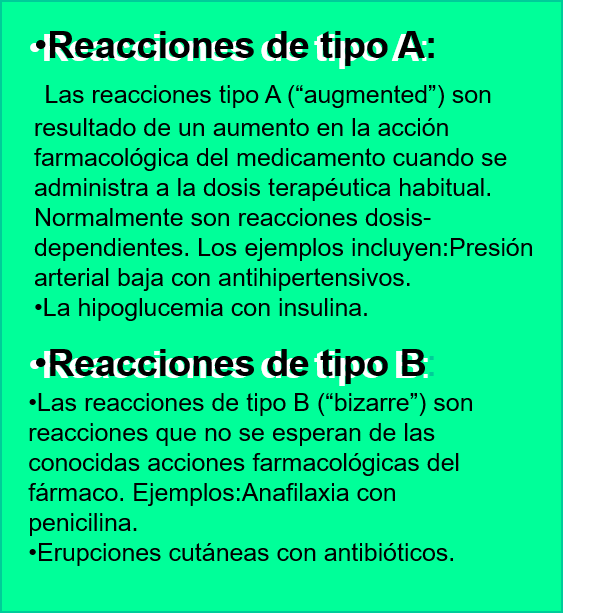 •Reacciones de tipo A:
Las reacciones tipo A (“augmented”) son
resultado de un aumento en la acción
farmacológica del medicamento cuando se
administra a la dosis terapéutica habitual.
Normalmente son reacciones dosis-
dependientes. Los ejemplos incluyen:Presión
arterial baja con antihipertensivos.
•La hipoglucemia con insulina.
•Reacciones de tipo B:
•Las reacciones de tipo B (“bizarre”) son
reacciones que no se esperan de las
conocidas acciones farmacológicas del
fármaco. Ejemplos:Anafilaxia con
penicilina.
•Erupciones cutáneas con antibióticos.